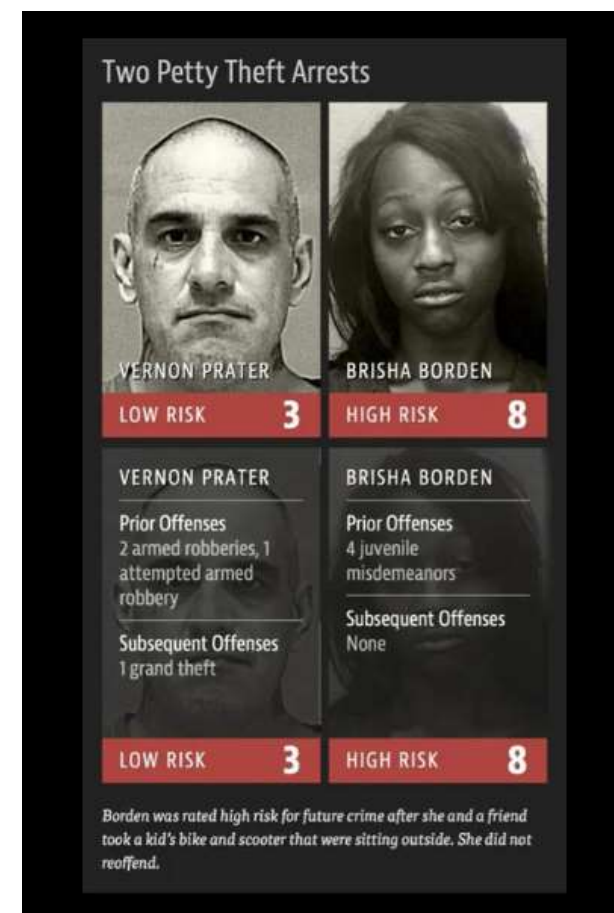 Two Petty Theft Arrests
VERNON PRATER
LOW RISK 3
BRISHA BORDEN
HIGH RISK 8
VERNON PRATER
Prior Offenses
2 armed robberies, 1
attempted armed
robbery
Subsequent Offenses
1 grand theft
LOW RISK 3
BRISHA BORDEN
Prior Offenses
4 juvenile
misdemeanors
Subsequent Offenses
None
HIGH RISK 8
Borden was rated high risk for future crime after she and a friend
took a kid's bike and scooter that were sitting outside. She did not
reoffend.